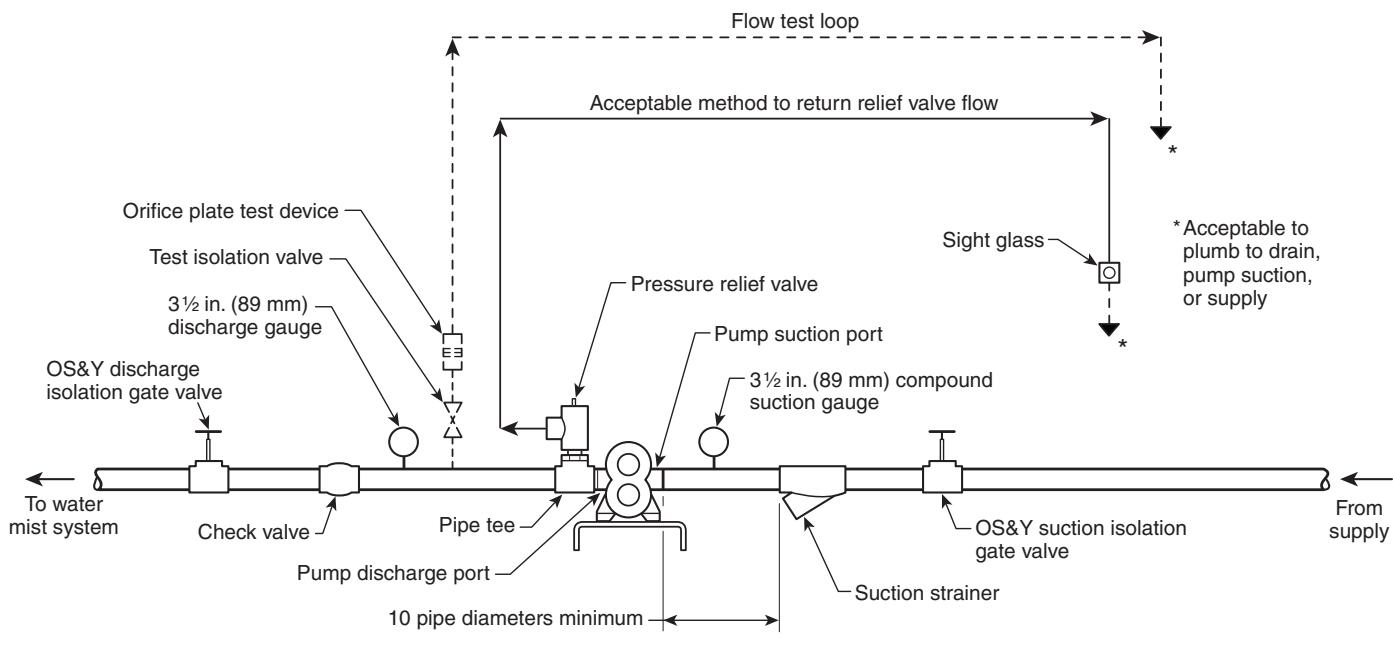 Flow test loop
Acceptable method to return relief valve flow
*
Orifice plate test device
Sight glass
* Acceptable to
plumb to drain,
pump suction,
or supply
Test isolation valve
Pressure relief valve
3 ½ in. (89 mm)
discharge gauge
Pump suction port
*
OS&Y discharge
isolation gate valve
3 ½ in. (89 mm) compound
suction gauge
To water
mist system
Check valve
Pipe tee
OS&Y suction isolation
gate valve
From
supply
Pump discharge port
Suction strainer
10 pipe diameters minimum